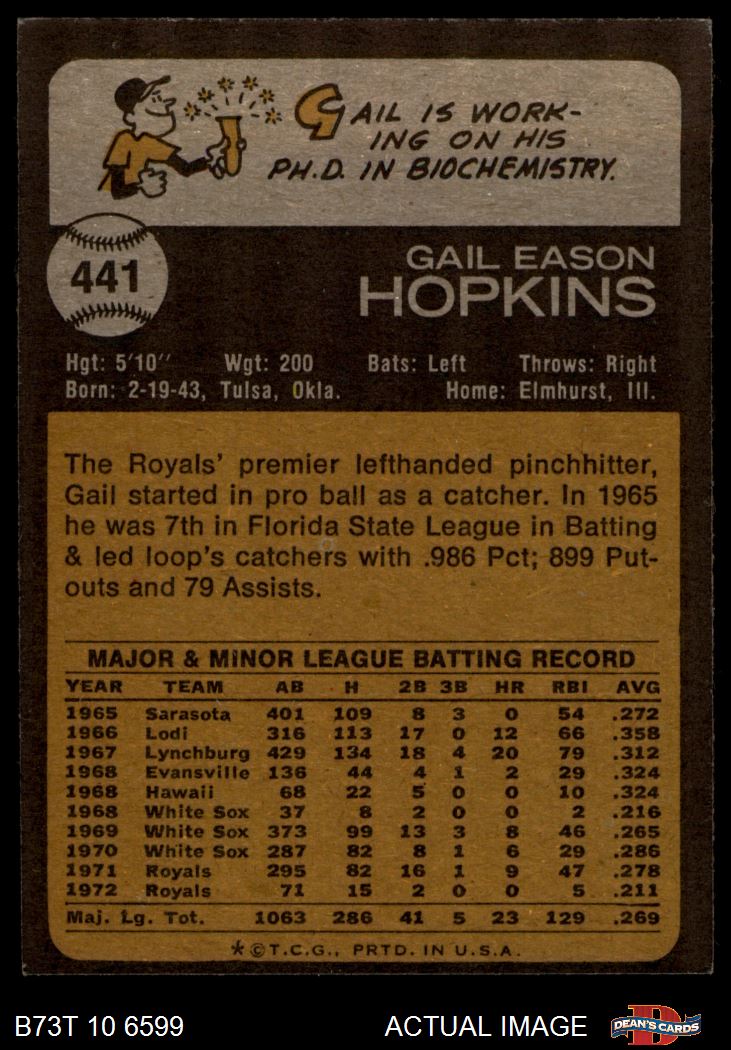 GAIL IS WORK-
ING ON HIS
PH.D. IN BIOCHEMISTRY.
441
GAIL EASON
HOPKINS
Hgt: 5'10" Wgt: 200 Bats: Left Throws: Right
Born: 2-19-43, Tulsa, Okla. Home: Elmhurst, Ill.
The Royals' premier lefthanded pinchhitter,
Gail started in pro ball as a catcher. In 1965
he was 7th in Florida State League in Batting
& led loop's catchers with .986 Pct; 899 Put-
outs and 79 Assists.
MAJOR & MINOR LEAGUE BATTING RECORD
YEAR TEAM AB H 2B 3B HR RBI AVG
1965 Sarasota 401 109 8 3 0 54 .272
1966 Lodi 316 113 17 0 12 66 .358
1967 Lynchburg 429 134 18 4 20 79 .312
1968 Evansville 136 44 4 1 2 29 .324
1968 Hawaii 68 22 5 0 0 10 .324
1968 White Sox 37 8 2 0 0 2 .216
1969 White Sox 373 99 13 3 8 46 .265
1970 White Sox 287 82 8 1 6 29 .286
1971 Royals 295 82 16 1 9 47 .278
1972 Royals 71 15 2 0 0 5 .211
Maj. Lg. Tot. 1063 286 41 5 23 129 .269
*©T.C.G., PRTD. IN U.S.A.
B73T 10 6599 ACTUAL IMAGE
D
DEAN'S CARDS